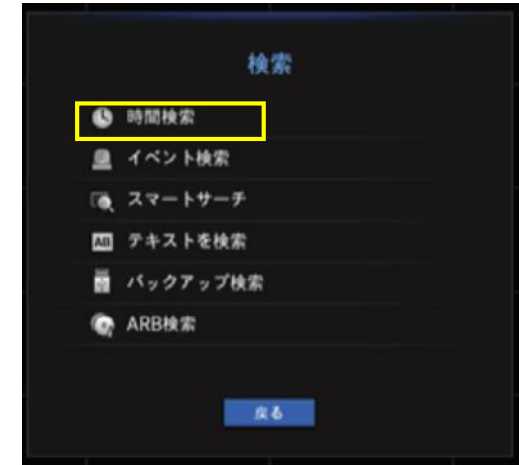 検索
時間検索
イベント検索
スマートサーチ
AB テキストを検索
バックアップ検索
ARB検索
戻る